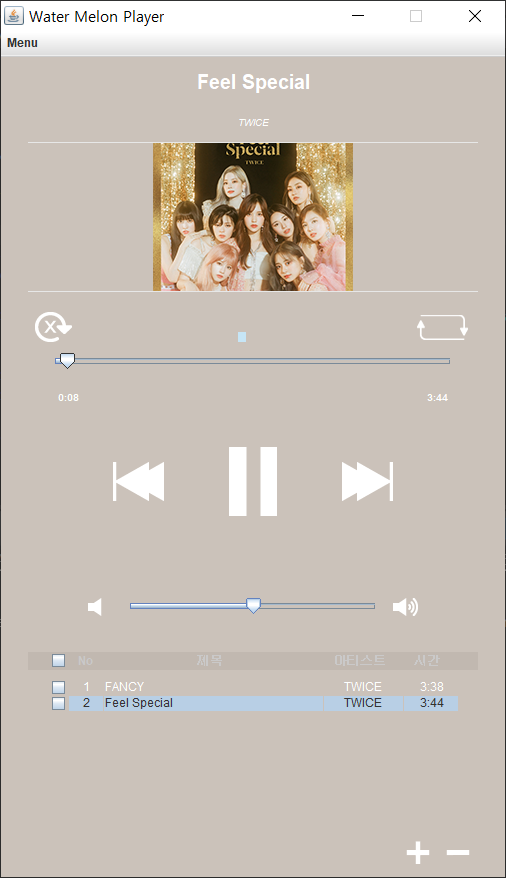 Water Melon Player
Menu
Feel Special
TWICE
Special
TWICE
X
0:08 3:44
No 제목 아티스트 시간
1 FANCY TWICE 3:38
2 Feel Special TWICE 3:44